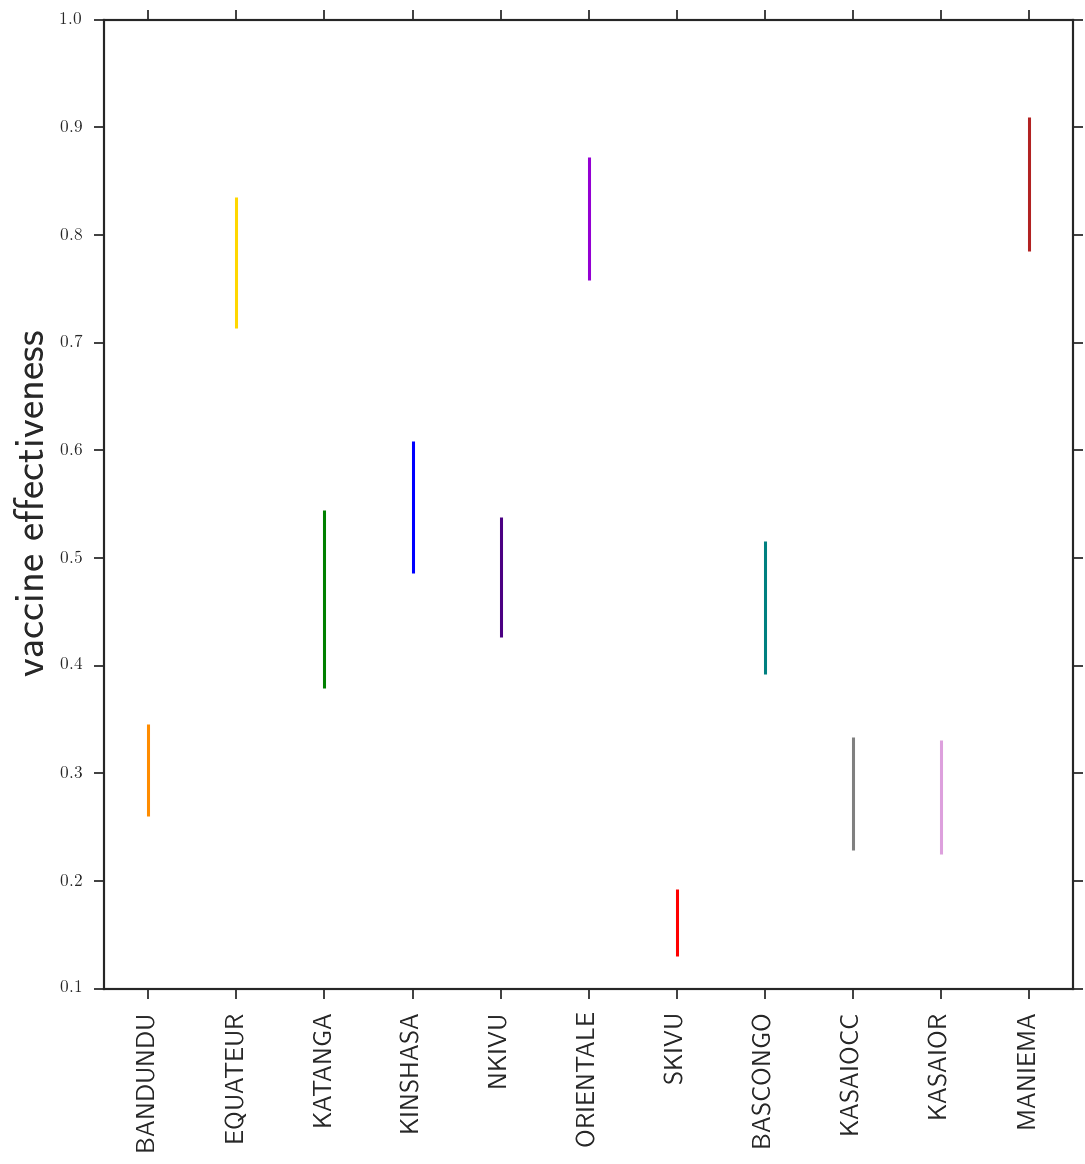 1.0
0.9
0.8
0.7
0.6
0.5
0.4
0.3
0.2
0.1
vaccine effectiveness
BANDUNDU
EQUATEUR
KATANGA
KINSHASA
NKIVU
ORIENTALE
SKIVU
BASCONGO
KASAIOCC
KASAIOR
MANIEMA